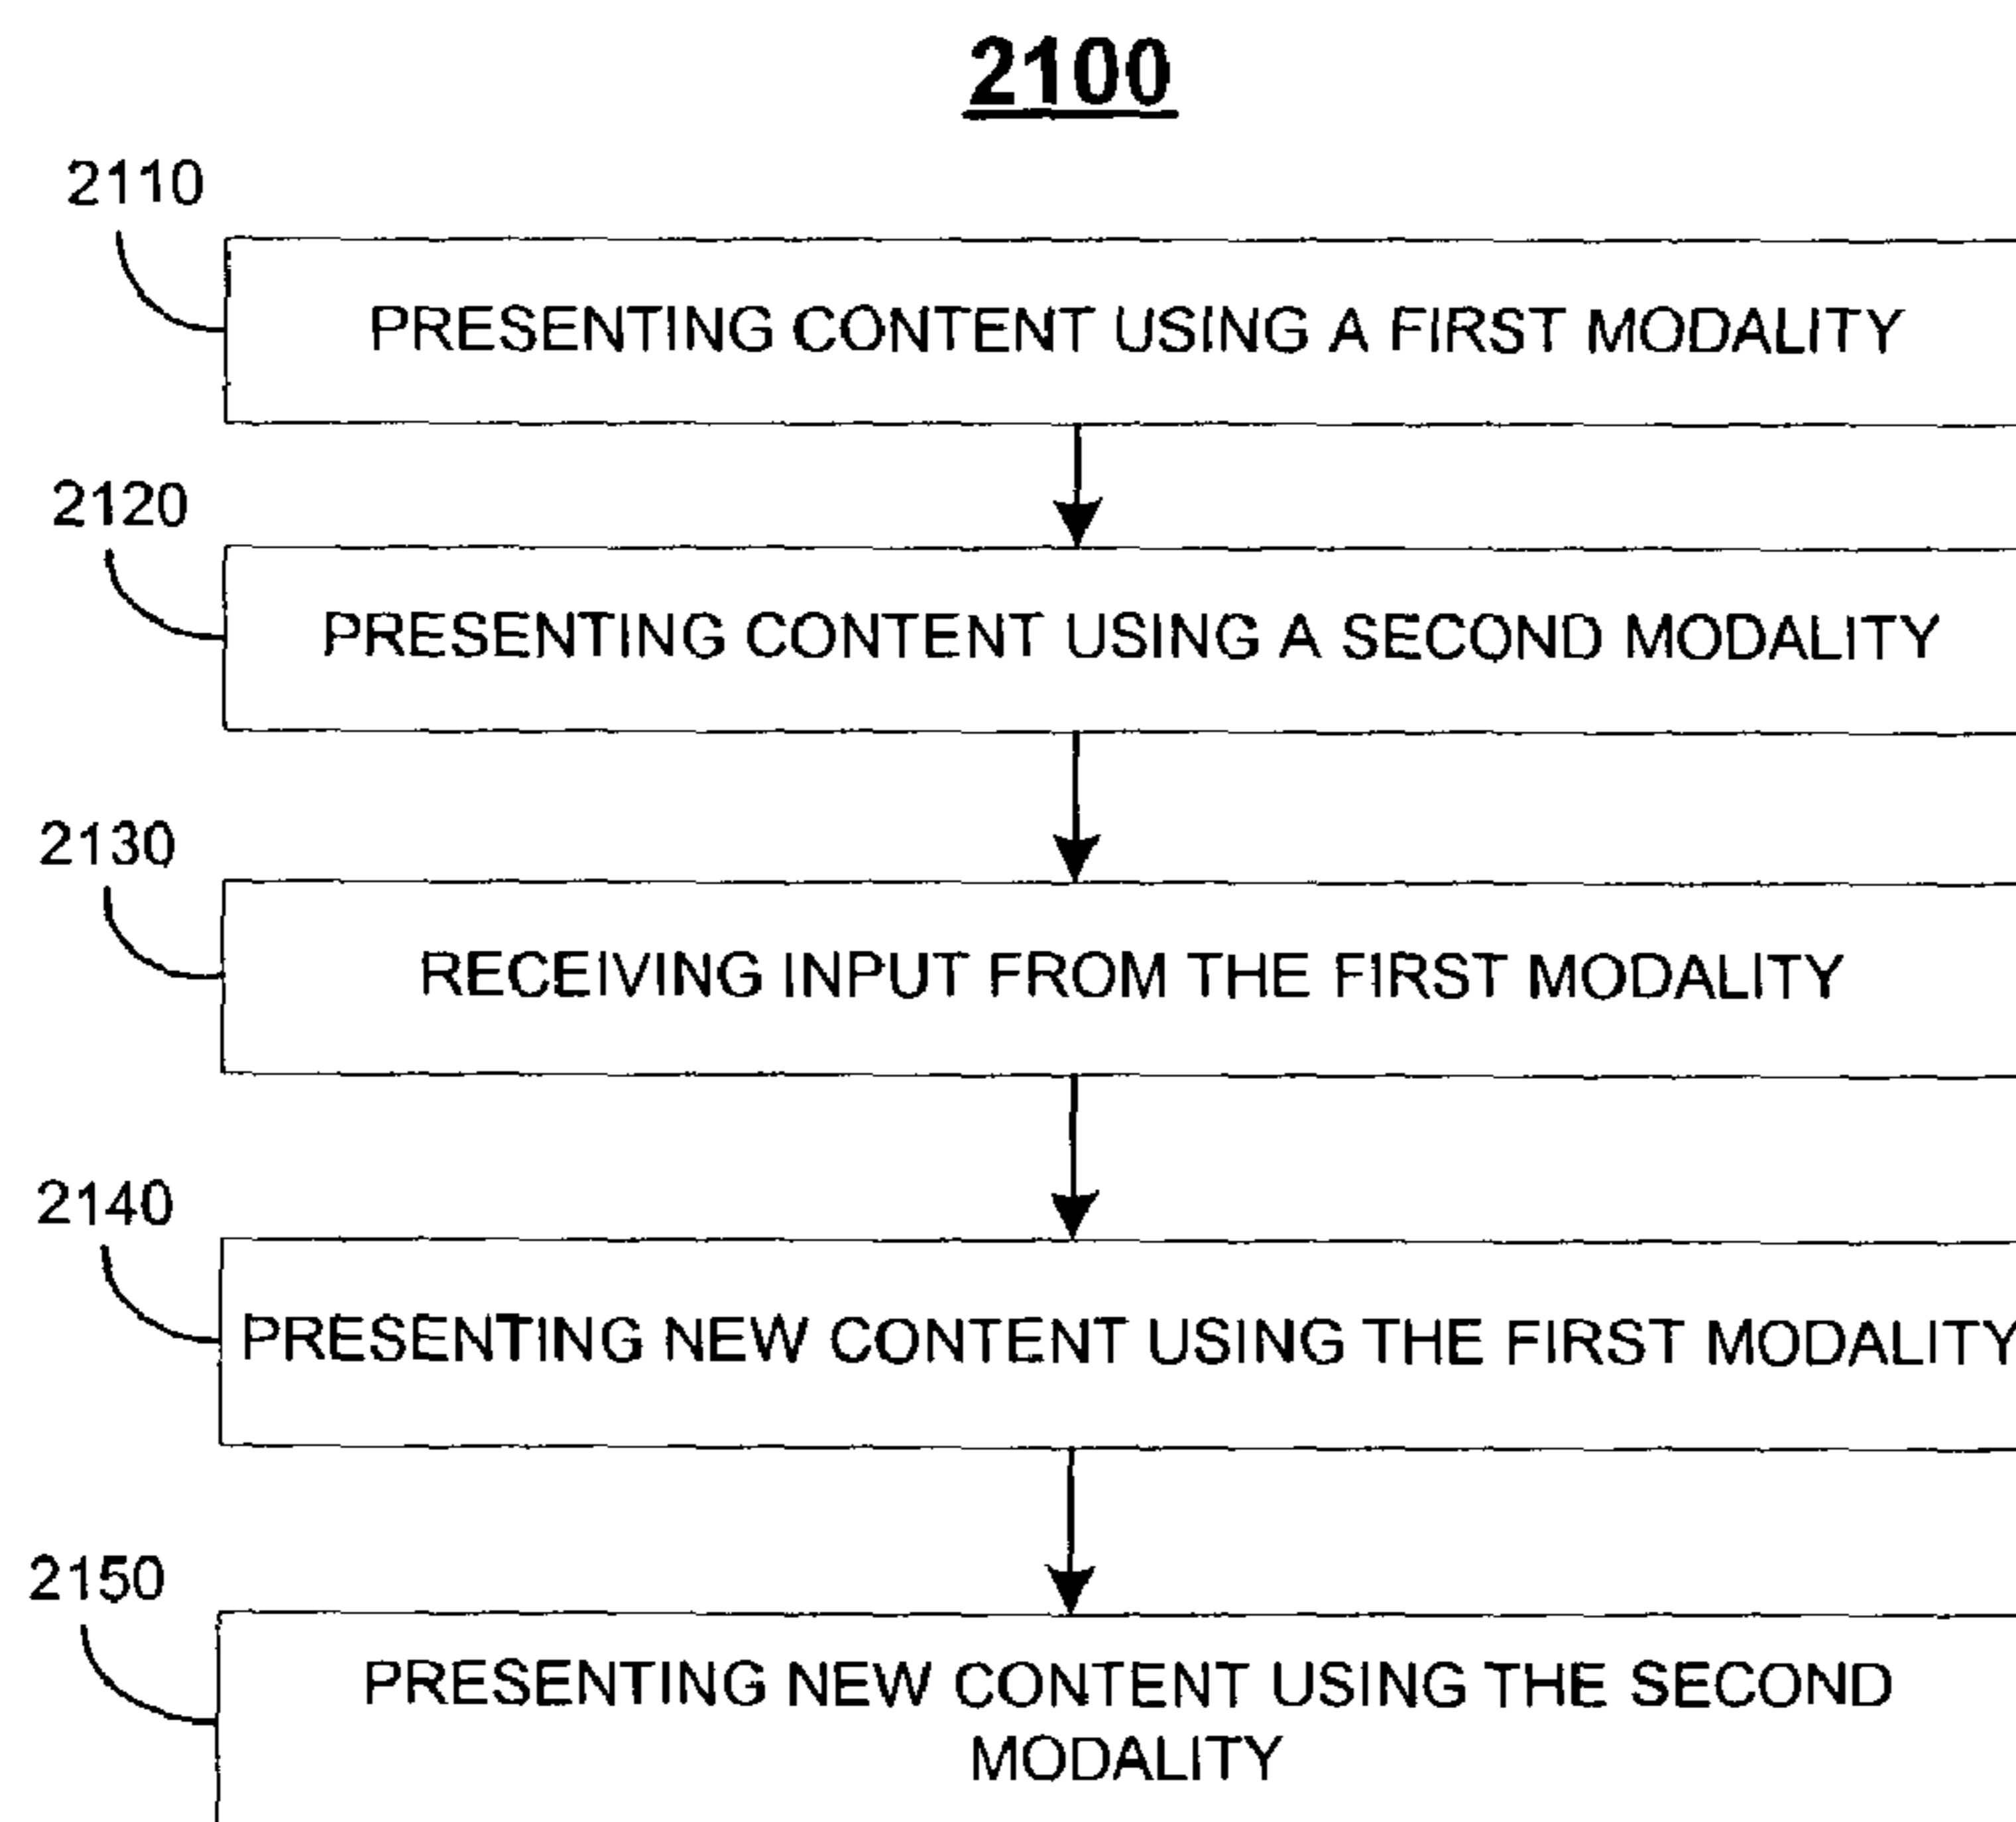 2100
2110
PRESENTING CONTENT USING A FIRST MODALITY
2120
PRESENTING CONTENT USING A SECOND MODALITY
2130
RECEIVING INPUT FROM THE FIRST MODALITY
2140
PRESENTING NEW CONTENT USING THE FIRST MODALITY
2150
PRESENTING NEW CONTENT USING THE SECOND
MODALITY